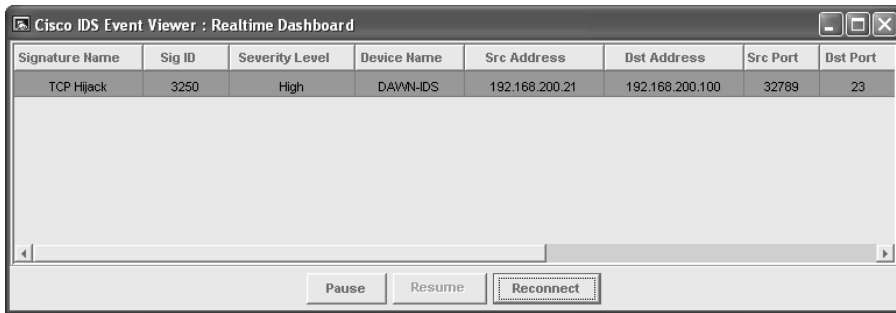 Cisco IDS Event Viewer : Realtime Dashboard
Signature Name Sig ID Severity Level Device Name Src Address Dst Address Src Port Dst Port
TCP Hijack 3250 High DAWN-IDS 192.168.200.21 192.168.200.100 32789 23
Pause Resume Reconnect